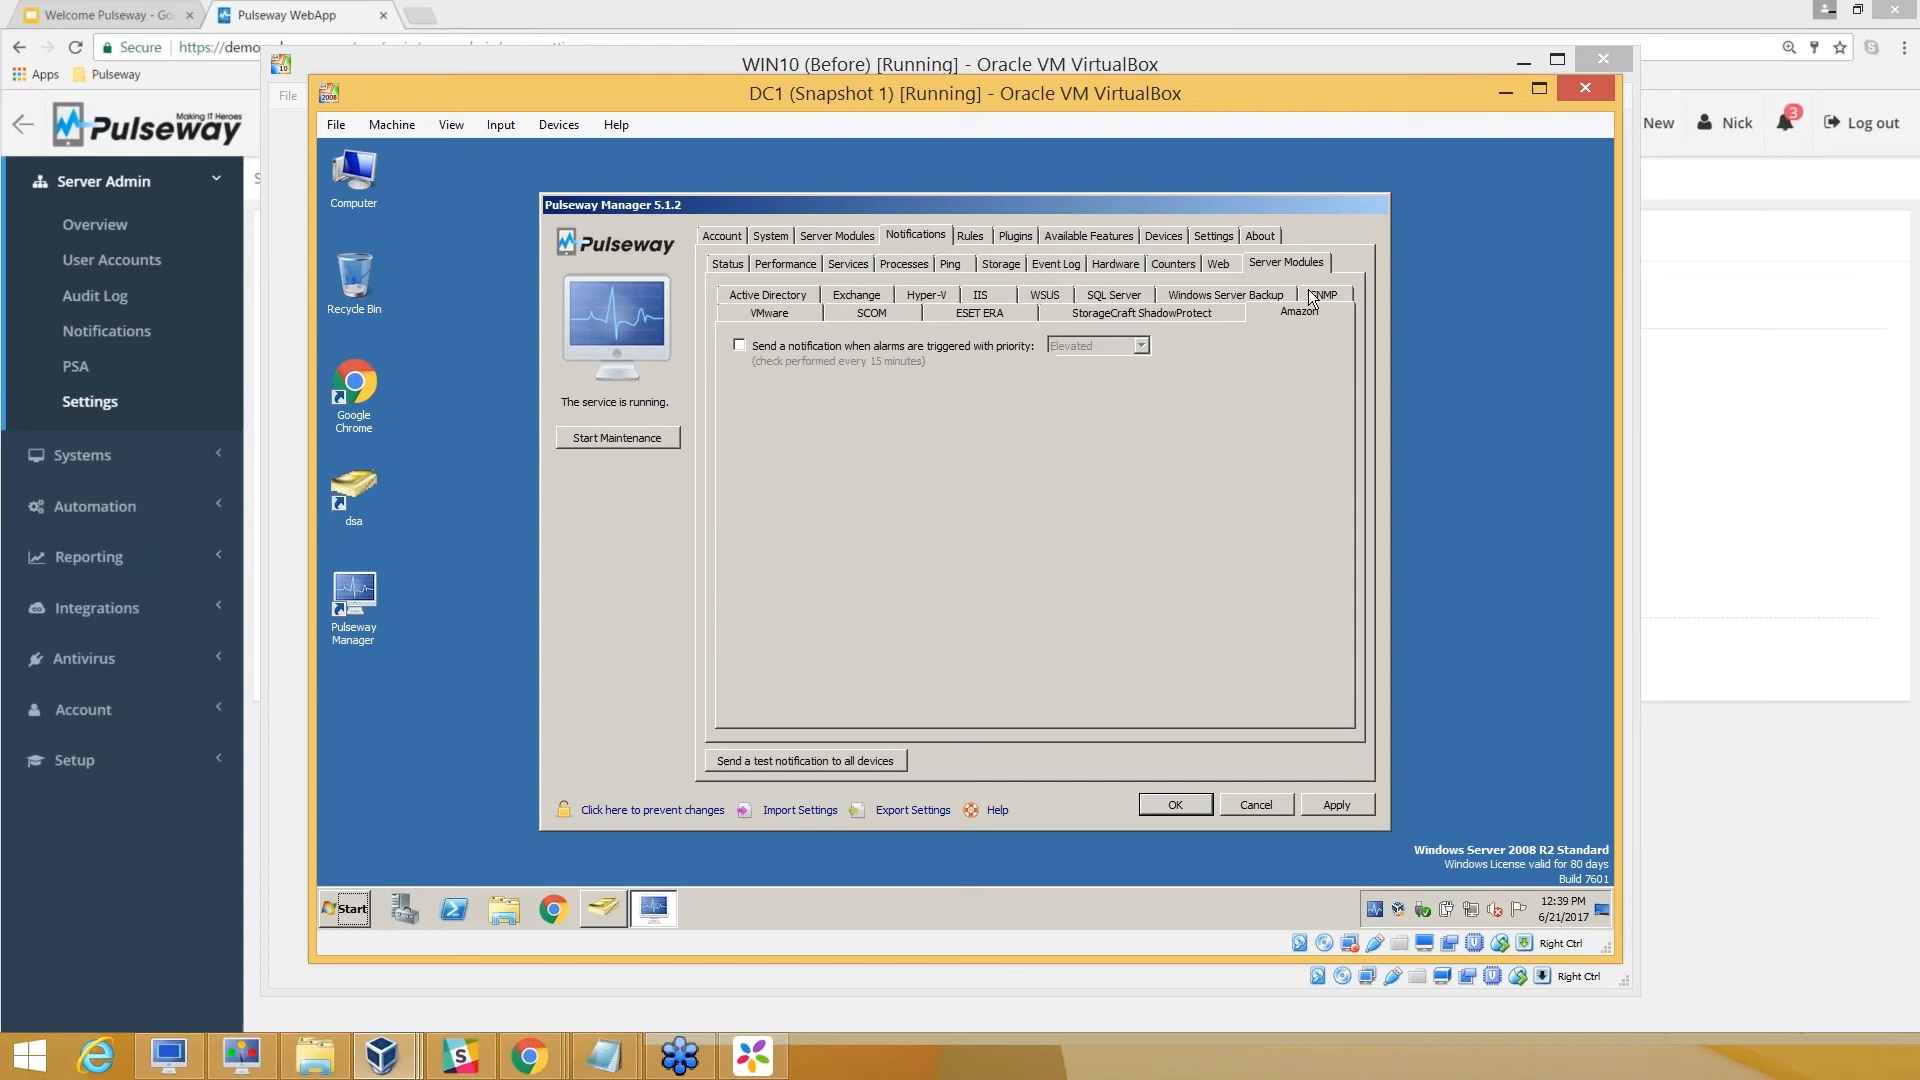 Welcome Pulseway - Go
Pulseway WebApp
Secure
https://demo.
Apps
Pulseway
WIN10 (Before) [Running] - Oracle VM VirtualBox
File
DC1 (Snapshot 1) [Running] - Oracle VM VirtualBox
File Machine View Input Devices Help
Making IT Heroes
Pulseway
New
Nick
3
Log out
Server Admin
Overview
User Accounts
Audit Log
Notifications
PSA
Settings
Systems
Automation
Reporting
Integrations
Antivirus
Account
Setup
Computer
Recycle Bin
Google
Chrome
dsa
Pulseway
Manager
Pulseway Manager 5.1.2
Pulseway
The service is running.
Start Maintenance
Account System Server Modules Notifications Rules Plugins Available Features Devices Settings About
Status Performance Services Processes Ping Storage Event Log Hardware Counters Web Server Modules
Active Directory Exchange Hyper-V IIS WSUS SQL Server Windows Server Backup SNMP
VMware SCOM ESET ERA StorageCraft ShadowProtect Amazon
Send a notification when alarms are triggered with priority: Elevated
(check performed every 15 minutes)
Send a test notification to all devices
Click here to prevent changes Import Settings Export Settings Help
OK Cancel Apply
Windows Server 2008 R2 Standard
Windows License valid for 80 days
Build 7601
Start
12:39 PM
6/21/2017
Right Ctrl
Right Ctrl